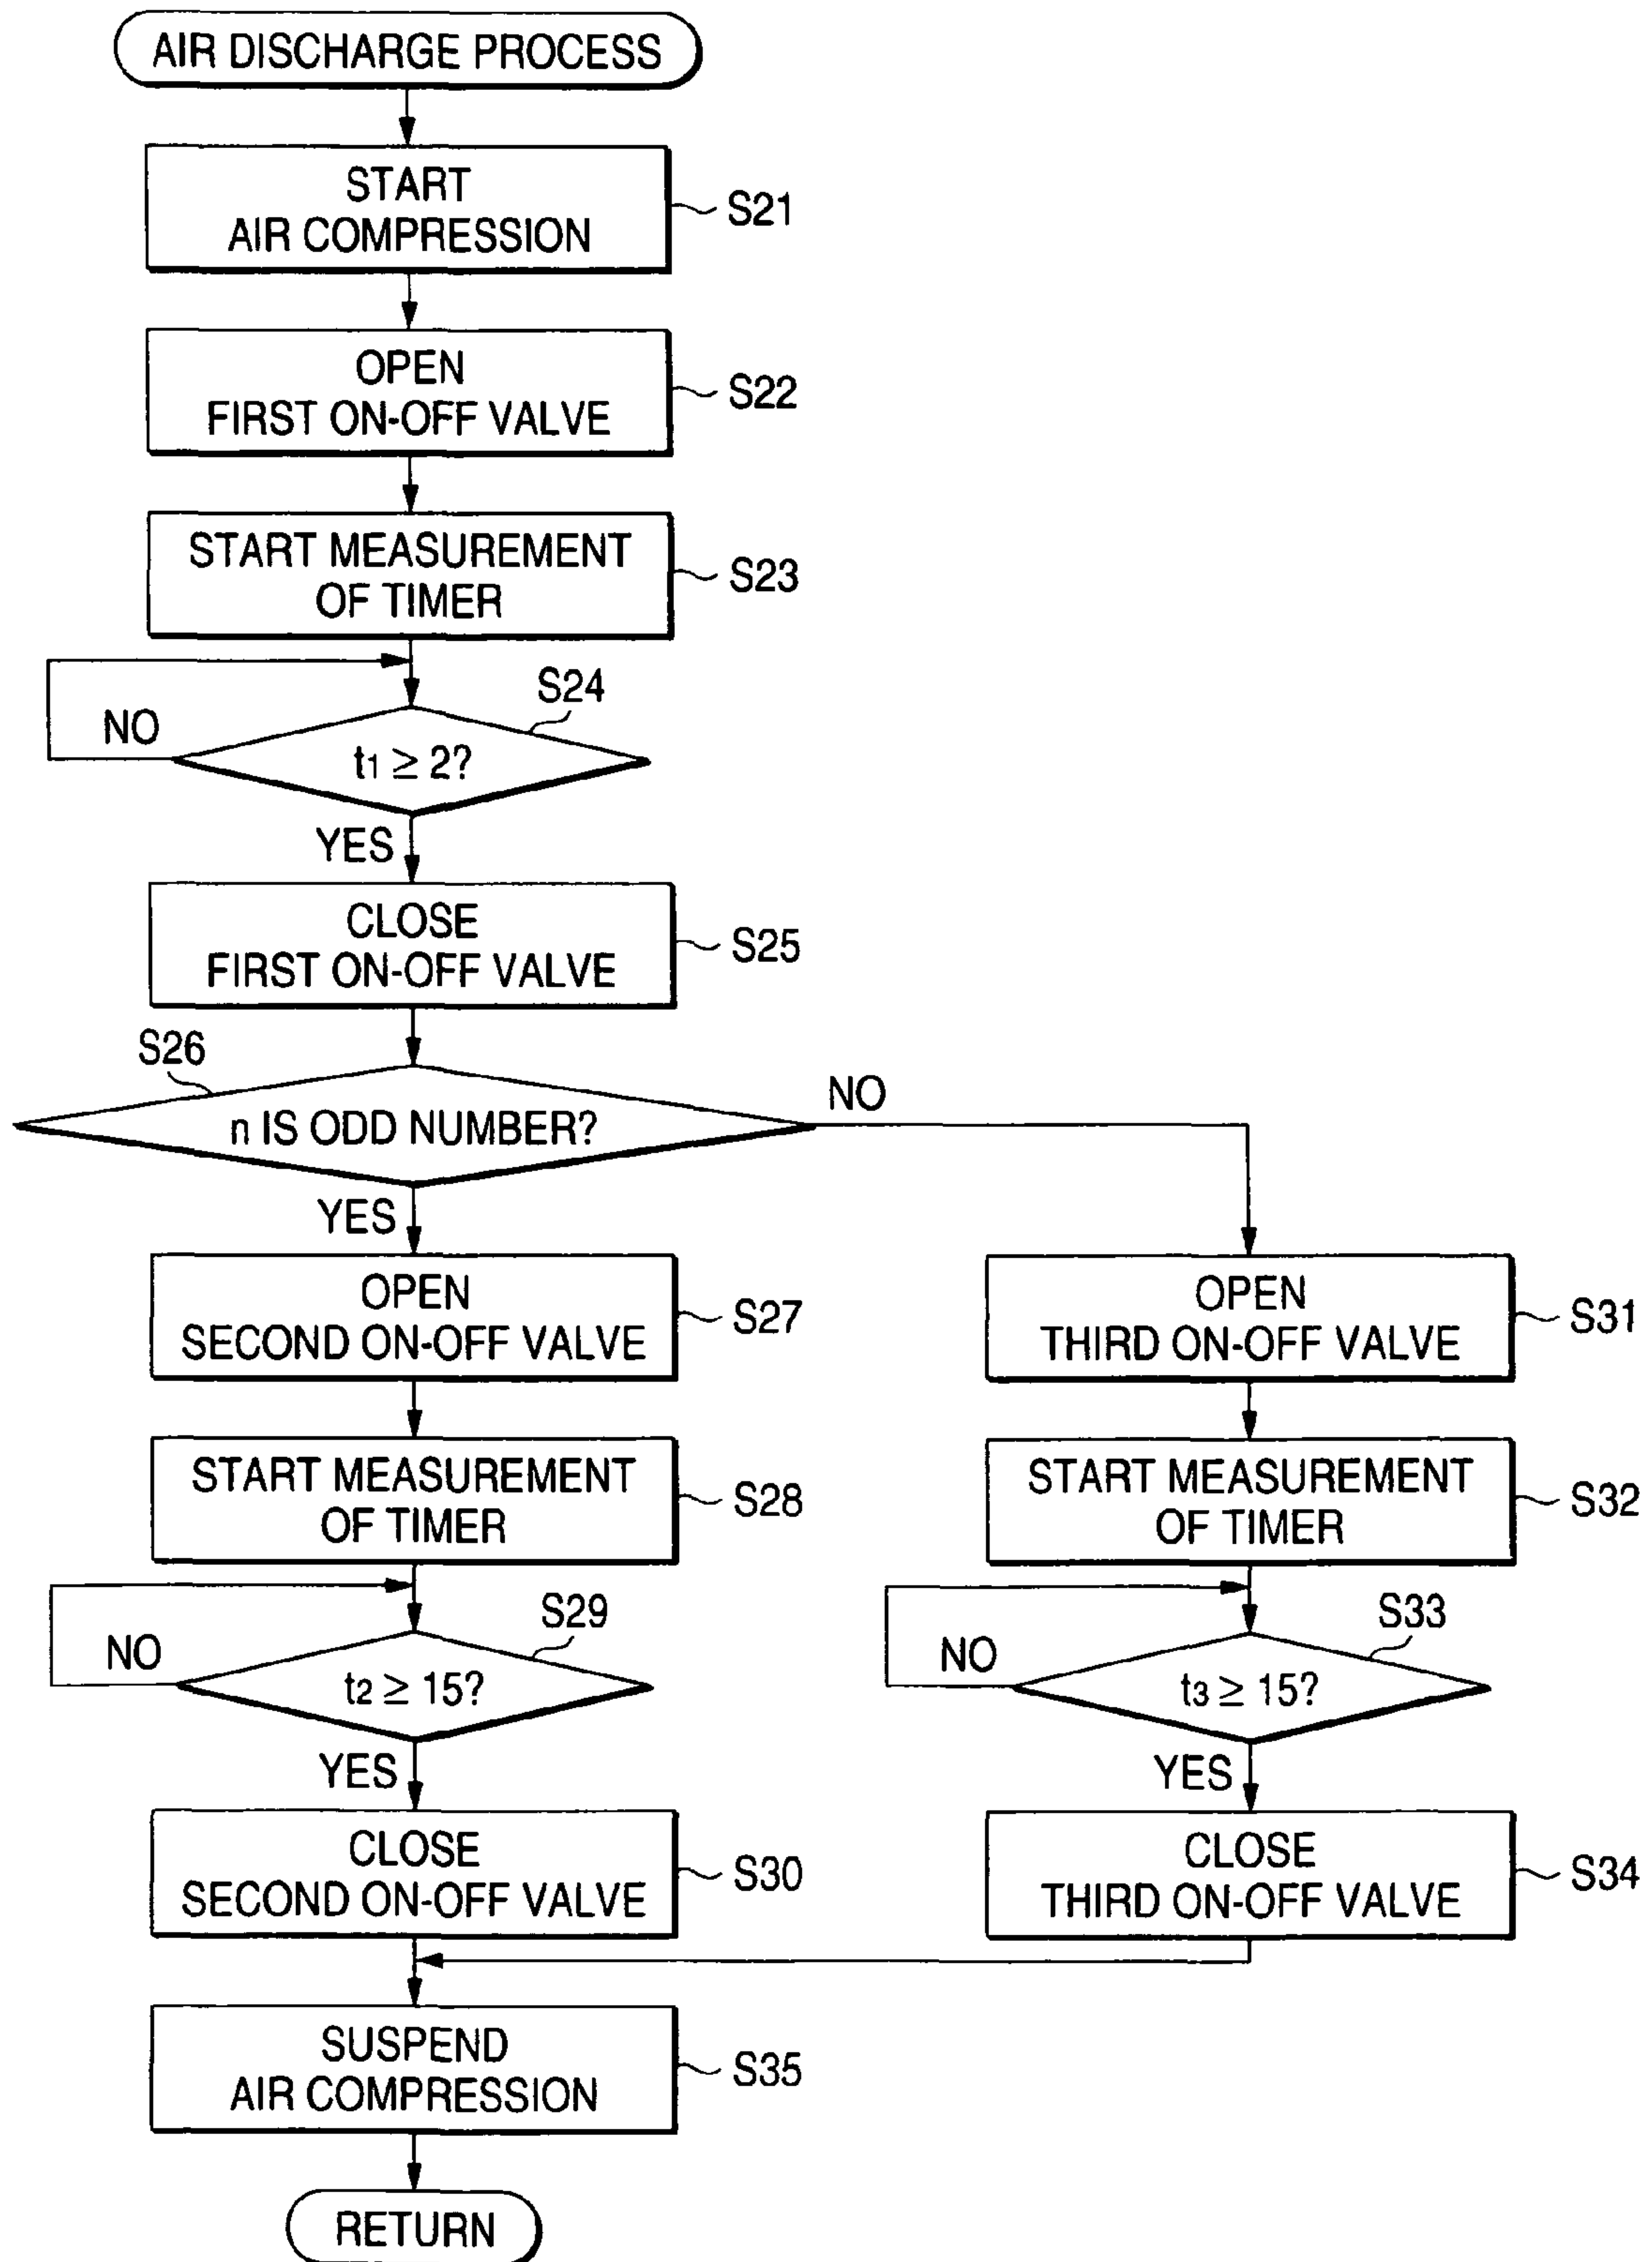 AIR DISCHARGE PROCESS
START
AIR COMPRESSION
S21
OPEN
FIRST ON-OFF VALVE
S22
START MEASUREMENT
OF TIMER
S23
S24
NO
t1 ≥ 2?
YES
CLOSE
FIRST ON-OFF VALVE
S25
S26
n IS ODD NUMBER?
NO
YES
OPEN
SECOND ON-OFF VALVE
S27
START MEASUREMENT
OF TIMER
S28
S29
NO
t2 ≥ 15?
YES
CLOSE
SECOND ON-OFF VALVE
S30
OPEN
THIRD ON-OFF VALVE
S31
START MEASUREMENT
OF TIMER
S32
S33
NO
t3 ≥ 15?
YES
CLOSE
THIRD ON-OFF VALVE
S34
SUSPEND
AIR COMPRESSION
S35
RETURN